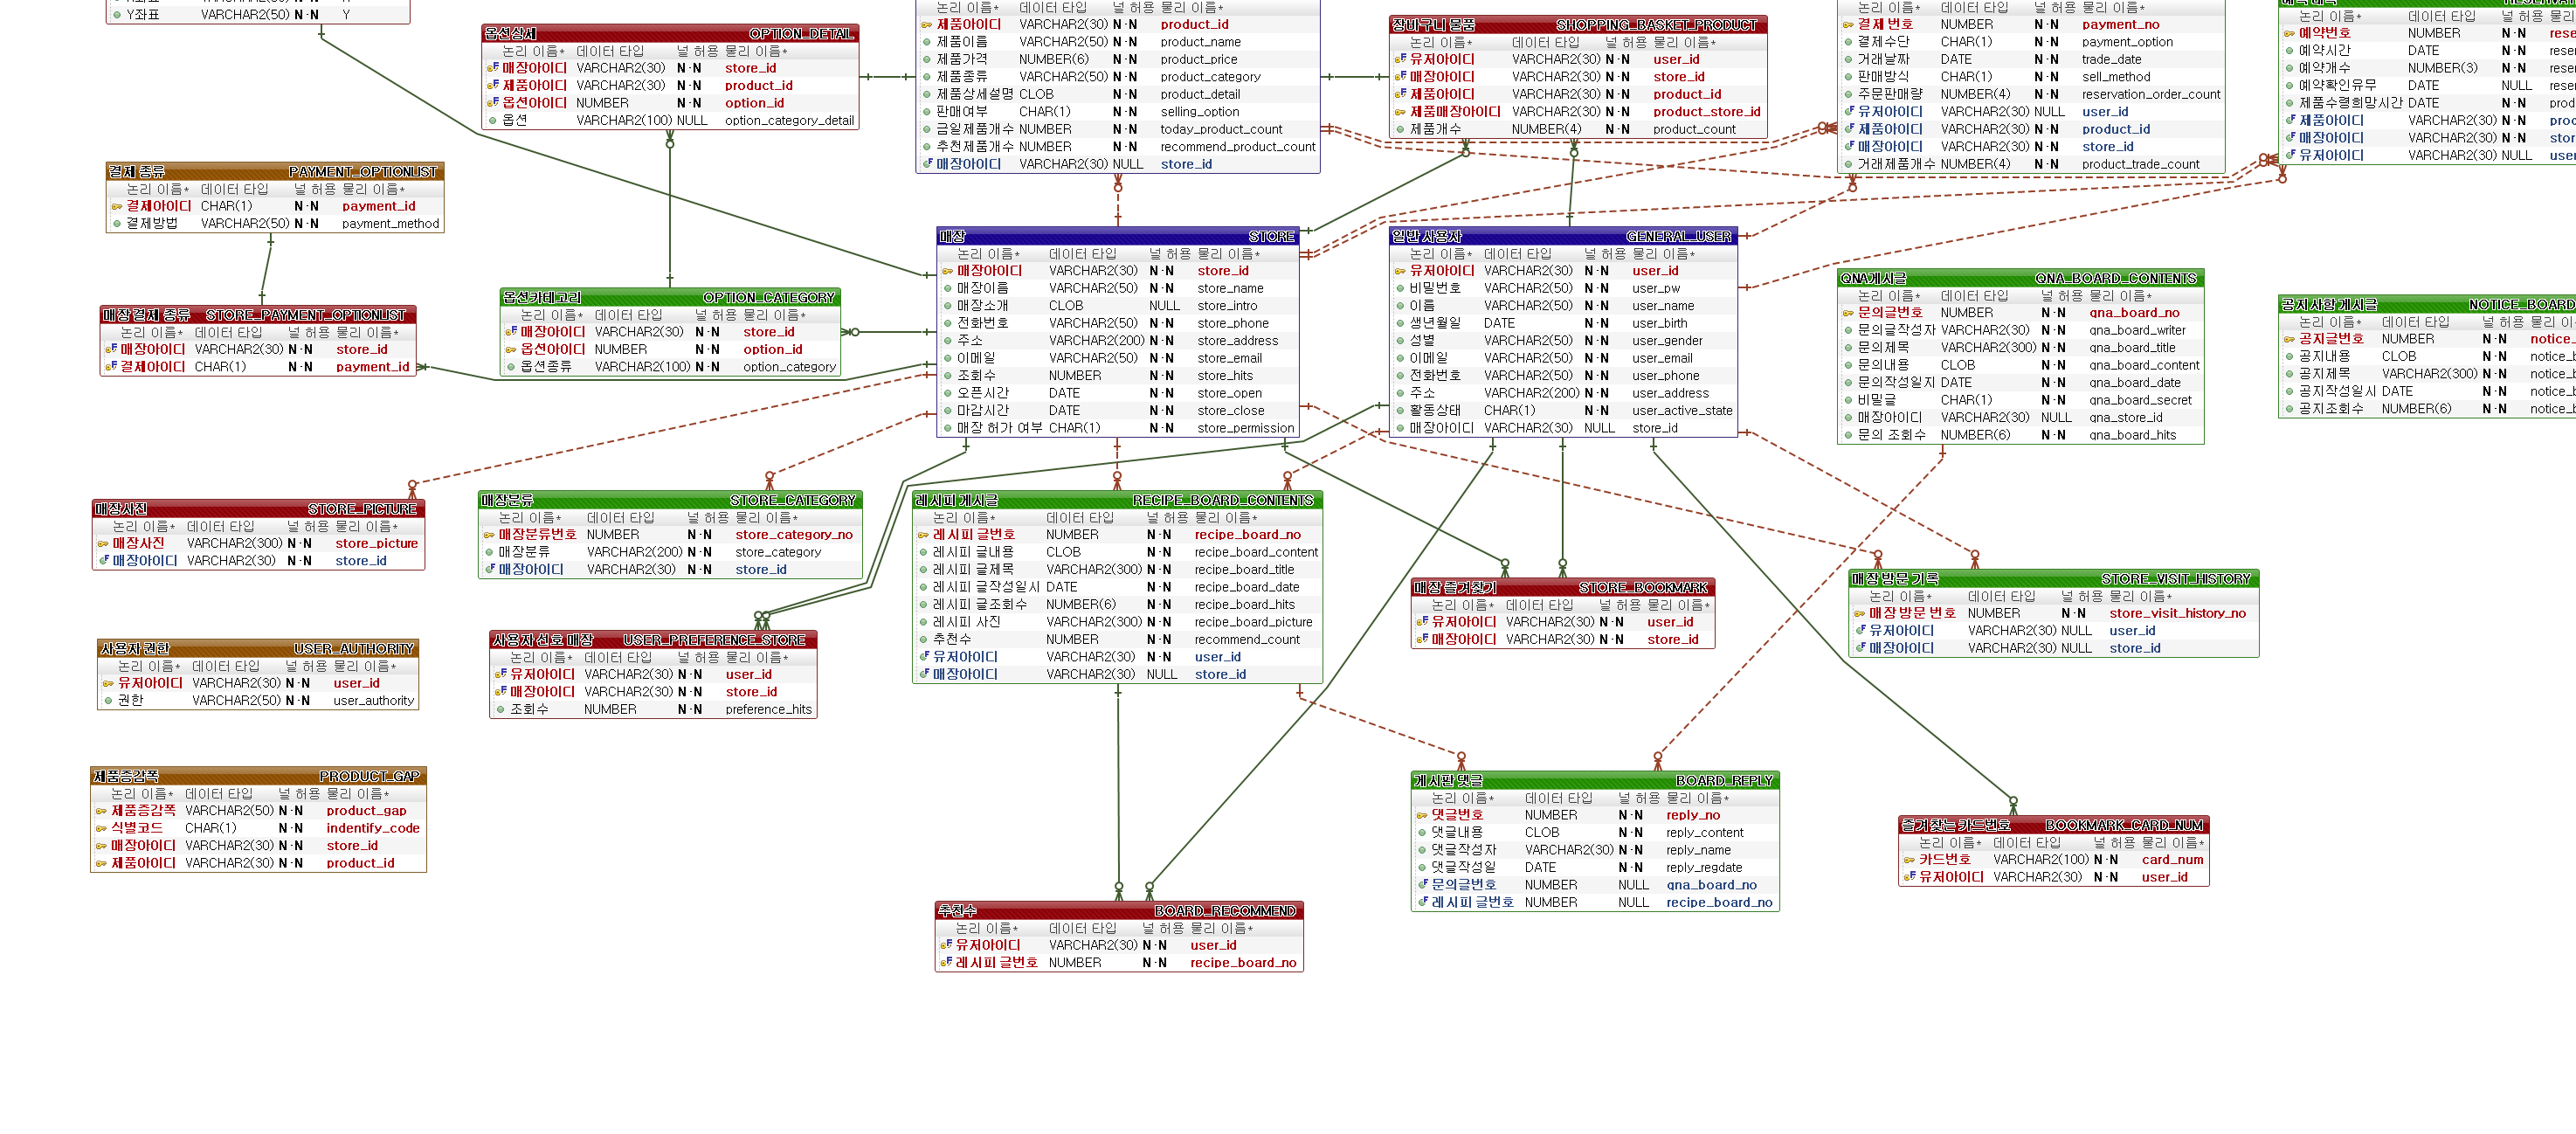 Y좌표 VARCHAR2(50) N·N Y
옵션상세 OPTION_DETAIL
논리 이름* 데이터 타입 널 허용 물리 이름*
매장아이디 VARCHAR2(30) N·N store_id
제품아이디 VARCHAR2(30) N·N product_id
옵션아이디 NUMBER N·N option_id
옵션 VARCHAR2(100) NULL option_category_detail
논리 이름* 데이터 타입 널 허용 물리 이름*
제품아이디 VARCHAR2(30) N·N product_id
제품이름 VARCHAR2(50) N·N product_name
제품가격 NUMBER(6) N·N product_price
제품종류 VARCHAR2(50) N·N product_category
제품상세설명 CLOB N·N product_detail
판매여부 CHAR(1) N·N selling_option
금일제품개수 NUMBER N·N today_product_count
추천제품개수 NUMBER N·N recommend_product_count
매장아이디 VARCHAR2(30) NULL store_id
장바구니 물품 SHOPPING_BASKET_PRODUCT
논리 이름* 데이터 타입 널 허용 물리 이름*
유저아이디 VARCHAR2(30) N·N user_id
매장아이디 VARCHAR2(30) N·N store_id
제품아이디 VARCHAR2(30) N·N product_id
제품매장아이디 VARCHAR2(30) N·N product_store_id
제품개수 NUMBER(4) N·N product_count
논리 이름* 데이터 타입 널 허용 물리 이름*
결제 번호 NUMBER N·N payment_no
결제수단 CHAR(1) N·N payment_option
거래날짜 DATE N·N trade_date
판매방식 CHAR(1) N·N sell_method
주문판매량 NUMBER(4) N·N reservation_order_count
유저아이디 VARCHAR2(30) NULL user_id
제품아이디 VARCHAR2(30) N·N product_id
매장아이디 VARCHAR2(30) N·N store_id
거래제품개수 NUMBER(4) N·N product_trade_count
논리 이름* 데이터 타입 널 허용 물리
예약번호 NUMBER N·N rese
예약시간 DATE N·N rese
예약개수 NUMBER(3) N·N rese
예약확인유무 DATE NULL rese
제품수령희망시간 DATE N·N prod
제품아이디 VARCHAR2(30) N·N proc
매장아이디 VARCHAR2(30) N·N stor
유저아이디 VARCHAR2(30) NULL user
결제 종류 PAYMENT_OPTIONLIST
논리 이름* 데이터 타입 널 허용 물리 이름*
결제아이디 CHAR(1) N·N payment_id
결제방법 VARCHAR2(50) N·N payment_method
매장 결제 종류 STORE_PAYMENT_OPTIONLIST
논리 이름* 데이터 타입 널 허용 물리 이름*
매장아이디 VARCHAR2(30) N·N store_id
결제아이디 CHAR(1) N·N payment_id
옵션카테고리 OPTION_CATEGORY
논리 이름* 데이터 타입 널 허용 물리 이름*
매장아이디 VARCHAR2(30) N·N store_id
옵션아이디 NUMBER N·N option_id
옵션종류 VARCHAR2(100) N·N option_category
매장 STORE
논리 이름* 데이터 타입 널 허용 물리 이름*
매장아이디 VARCHAR2(30) N·N store_id
매장이름 VARCHAR2(50) N·N store_name
매장소개 CLOB NULL store_intro
전화번호 VARCHAR2(50) N·N store_phone
주소 VARCHAR2(200) N·N store_address
이메일 VARCHAR2(50) N·N store_email
조회수 NUMBER N·N store_hits
오픈시간 DATE N·N store_open
마감시간 DATE N·N store_close
매장 허가 여부 CHAR(1) N·N store_permission
일반 사용자 GENERAL_USER
논리 이름* 데이터 타입 널 허용 물리 이름*
유저아이디 VARCHAR2(30) N·N user_id
비밀번호 VARCHAR2(50) N·N user_pw
이름 VARCHAR2(50) N·N user_name
생년월일 DATE N·N user_birth
성별 VARCHAR2(50) N·N user_gender
이메일 VARCHAR2(50) N·N user_email
전화번호 VARCHAR2(50) N·N user_phone
주소 VARCHAR2(200) N·N user_address
활동상태 CHAR(1) N·N user_active_state
매장아이디 VARCHAR2(30) NULL store_id
QNA게시글 QNA_BOARD_CONTENTS
논리 이름* 데이터 타입 널 허용 물리 이름*
문의글번호 NUMBER N·N qna_board_no
문의글작성자 VARCHAR2(30) N·N qna_board_writer
문의제목 VARCHAR2(300) N·N qna_board_title
문의내용 CLOB N·N qna_board_content
문의작성일지 DATE N·N qna_board_date
비밀글 CHAR(1) N·N qna_board_secret
매장아이디 VARCHAR2(30) NULL qna_store_id
문의 조회수 NUMBER(6) N·N qna_board_hits
공지사항 게시글 NOTICE_BOARD
논리 이름* 데이터 타입 널 허용 물리 이름
공지글번호 NUMBER N·N notice_
공지내용 CLOB N·N notice_b
공지제목 VARCHAR2(300) N·N notice_b
공지작성일시 DATE N·N notice_b
공지조회수 NUMBER(6) N·N notice_b
매장사진 STORE_PICTURE
논리 이름* 데이터 타입 널 허용 물리 이름*
매장사진 VARCHAR2(300) N·N store_picture
매장아이디 VARCHAR2(30) N·N store_id
매장분류 STORE_CATEGORY
논리 이름* 데이터 타입 널 허용 물리 이름*
매장분류번호 NUMBER N·N store_category_no
매장분류 VARCHAR2(200) N·N store_category
매장아이디 VARCHAR2(30) N·N store_id
레시피 게시글 RECIPE_BOARD_CONTENTS
논리 이름* 데이터 타입 널 허용 물리 이름*
레시피 글번호 NUMBER N·N recipe_board_no
레시피 글내용 CLOB N·N recipe_board_content
레시피 글제목 VARCHAR2(300) N·N recipe_board_title
레시피 글작성일시 DATE N·N recipe_board_date
레시피 글조회수 NUMBER(6) N·N recipe_board_hits
레시피 사진 VARCHAR2(300) N·N recipe_board_picture
추천수 NUMBER N·N recommend_count
유저아이디 VARCHAR2(30) N·N user_id
매장아이디 VARCHAR2(30) NULL store_id
매장 즐겨찾기 STORE_BOOKMARK
논리 이름* 데이터 타입 널 허용 물리 이름*
유저아이디 VARCHAR2(30) N·N user_id
매장아이디 VARCHAR2(30) N·N store_id
매장 방문 기록 STORE_VISIT_HISTORY
논리 이름* 데이터 타입 널 허용 물리 이름*
매장 방문 번호 NUMBER N·N store_visit_history_no
유저아이디 VARCHAR2(30) NULL user_id
매장아이디 VARCHAR2(30) NULL store_id
사용자 권한 USER_AUTHORITY
논리 이름* 데이터 타입 널 허용 물리 이름*
유저아이디 VARCHAR2(30) N·N user_id
권한 VARCHAR2(50) N·N user_authority
사용자 선호 매장 USER_PREFERENCE_STORE
논리 이름* 데이터 타입 널 허용 물리 이름*
유저아이디 VARCHAR2(30) N·N user_id
매장아이디 VARCHAR2(30) N·N store_id
조회수 NUMBER N·N preference_hits
제품증감폭 PRODUCT_GAP
논리 이름* 데이터 타입 널 허용 물리 이름*
제품증감폭 VARCHAR2(50) N·N product_gap
식별코드 CHAR(1) N·N indentify_code
매장아이디 VARCHAR2(30) N·N store_id
제품아이디 VARCHAR2(30) N·N product_id
게시판 댓글 BOARD_REPLY
논리 이름* 데이터 타입 널 허용 물리 이름*
댓글번호 NUMBER N·N reply_no
댓글내용 CLOB N·N reply_content
댓글작성자 VARCHAR2(30) N·N reply_name
댓글작성일 DATE N·N reply_regdate
문의글번호 NUMBER NULL qna_board_no
레시피 글번호 NUMBER NULL recipe_board_no
즐겨찾는 카드번호 BOOKMARK_CARD_NUM
논리 이름* 데이터 타입 널 허용 물리 이름*
카드번호 VARCHAR2(100) N·N card_num
유저아이디 VARCHAR2(30) N·N user_id
추천수 BOARD_RECOMMEND
논리 이름* 데이터 타입 널 허용 물리 이름*
유저아이디 VARCHAR2(30) N·N user_id
레시피 글번호 NUMBER N·N recipe_board_no